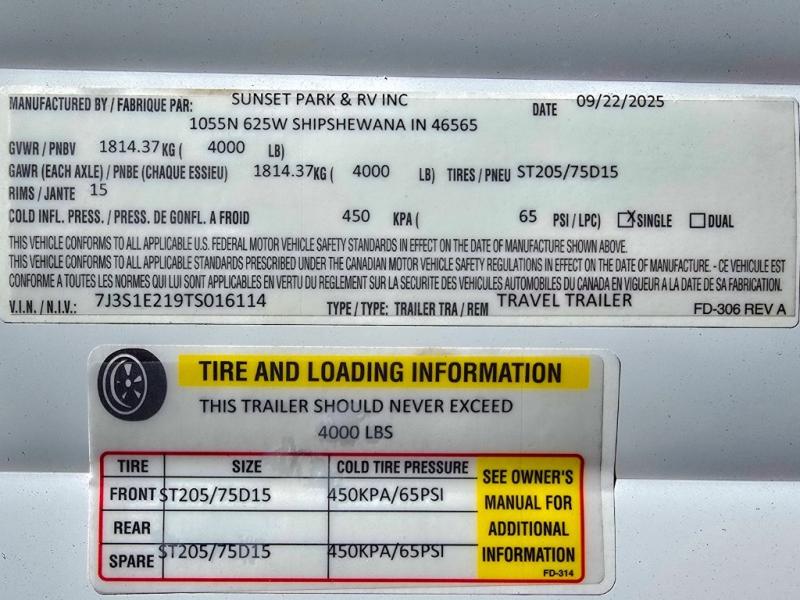 MANUFACTURED BY / FABRIQUE PAR: SUNSET PARK & RV INC DATE 09/22/2025
1055N 625W SHIPSHEWANA IN 46565
GVWR / PNBV 1814.37 KG ( 4000 LB)
GAWR (EACH AXLE) / PNBE (CHAQUE ESSIEU) 1814.37 KG ( 4000 LB) TIRES / PNEU ST205/75D15
RIMS / JANTE 15
COLD INFL. PRESS. / PRESS. DE GONFL. A FROID 450 KPA ( 65 PSI / LPC) X SINGLE DUAL
THIS VEHICLE CONFORMS TO ALL APPLICABLE U.S. FEDERAL MOTOR VEHICLE SAFETY STANDARDS IN EFFECT ON THE DATE OF MANUFACTURE SHOWN ABOVE.
THIS VEHICLE CONFORMS TO ALL APPLICABLE STANDARDS PRESCRIBED UNDER THE CANADIAN MOTOR VEHICLE SAFETY REGULATIONS IN EFFECT ON THE DATE OF MANUFACTURE. - CE VEHICULE EST
CONFORME A TOUTES LES NORMES QUI LUI SONT APPLICABLES EN VERTU DU REGLEMENT SUR LA SECURITE DES VEHICULES AUTOMOBILES DU CANADA EN VIGUEUR A LA DATE DE SA FABRICATION.
V.I.N. / N.I.V.: 7J3S1E219TS016114 TYPE / TYPE: TRAILER TRA / REM TRAVEL TRAILER FD-306 REV A
TIRE AND LOADING INFORMATION
THIS TRAILER SHOULD NEVER EXCEED
4000 LBS
TIRE SIZE COLD TIRE PRESSURE
FRONT ST205/75D15 450KPA/65PSI
REAR
SPARE ST205/75D15 450KPA/65PSI
SEE OWNER'S
MANUAL FOR
ADDITIONAL
INFORMATION
FD-314